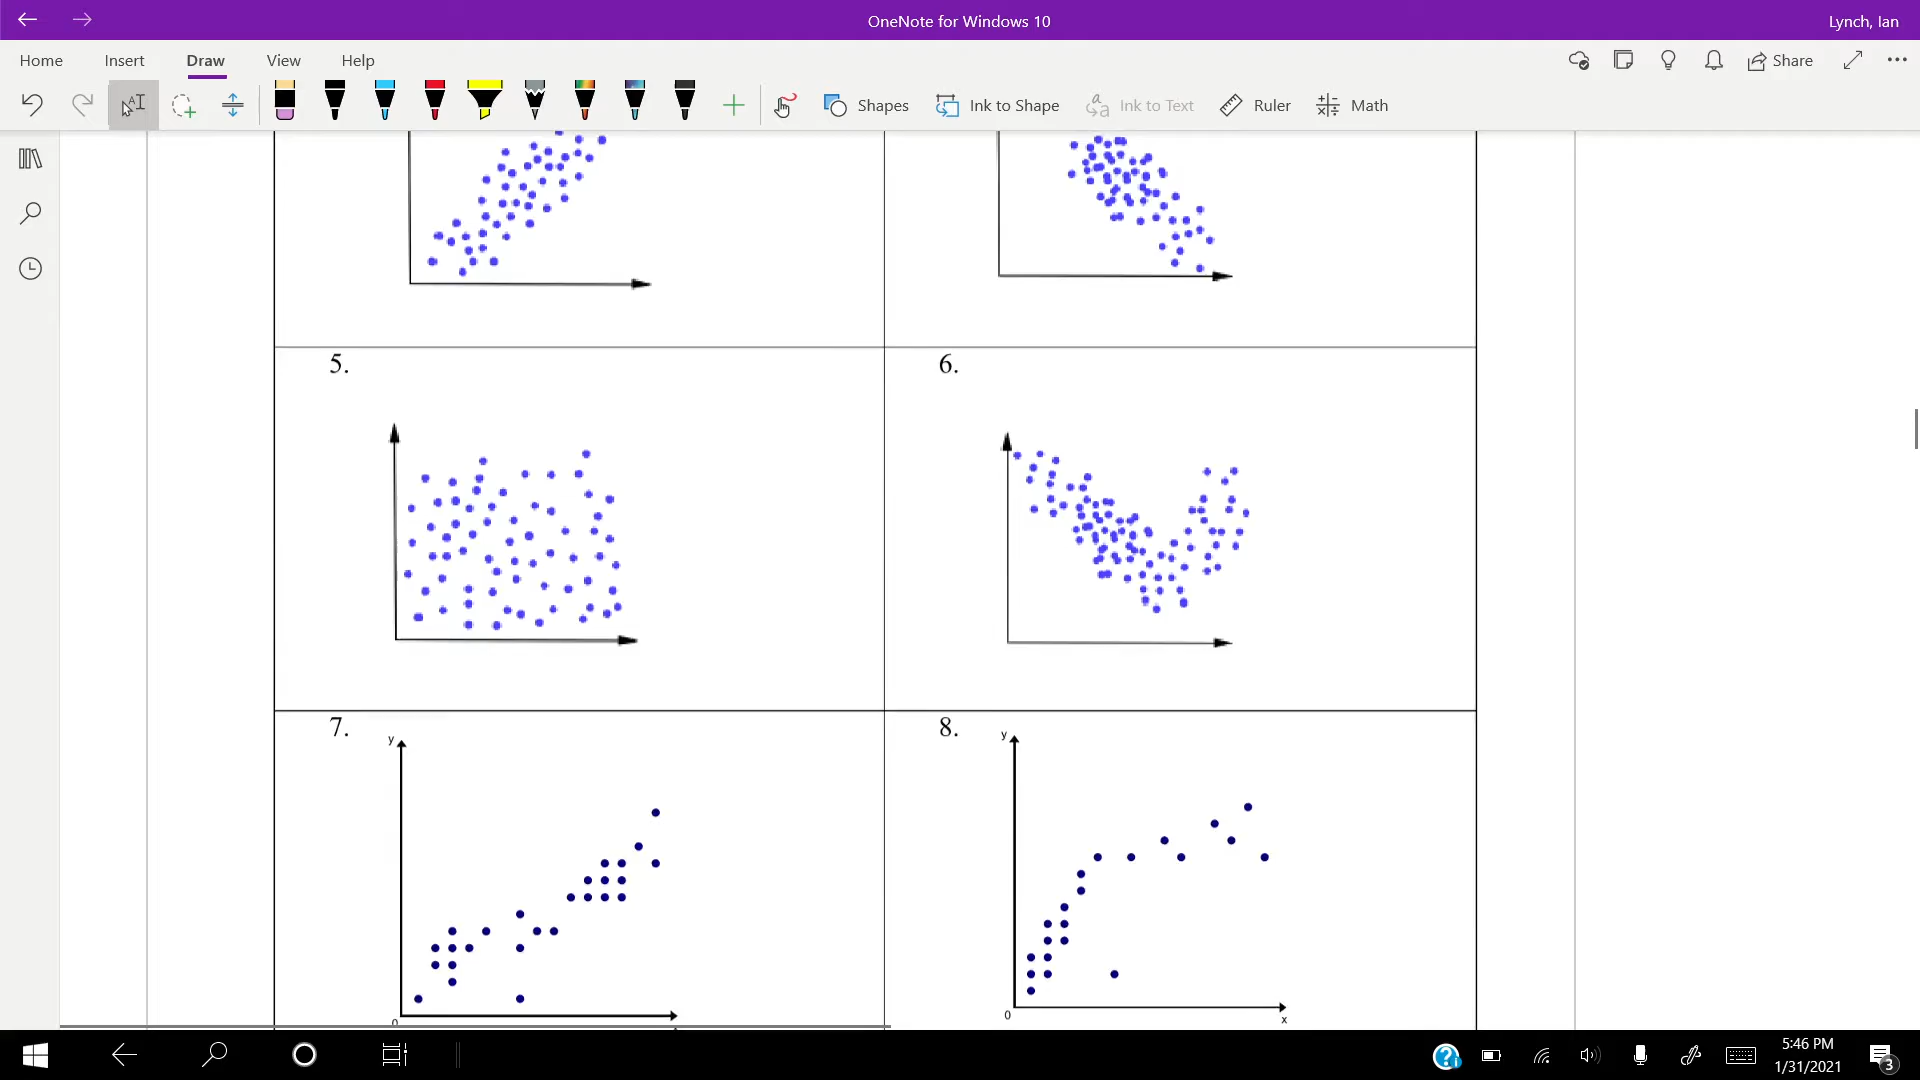 OneNote for Windows 10
Lynch, Ian
Home Insert Draw View Help
Share
Shapes Ink to Shape Ink to Text Ruler Math
5.
6.
7.
y
0
8.
y
0
x
5:46 PM
1/31/2021
3